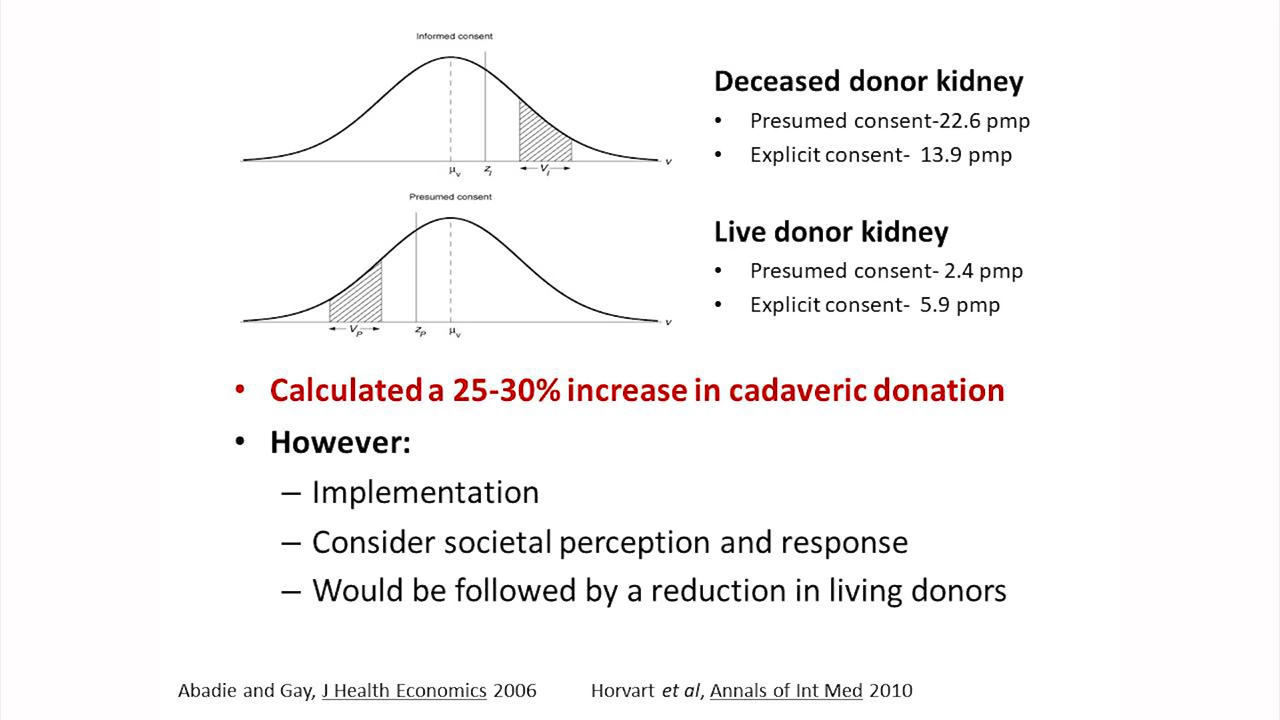 Informed consent
μv zI VI v
Presumed consent
VP zP μv v
Deceased donor kidney
• Presumed consent-22.6 pmp
• Explicit consent- 13.9 pmp
Live donor kidney
• Presumed consent- 2.4 pmp
• Explicit consent- 5.9 pmp
• Calculated a 25-30% increase in cadaveric donation
• However:
– Implementation
– Consider societal perception and response
– Would be followed by a reduction in living donors
Abadie and Gay, J Health Economics 2006 Horvart et al, Annals of Int Med 2010